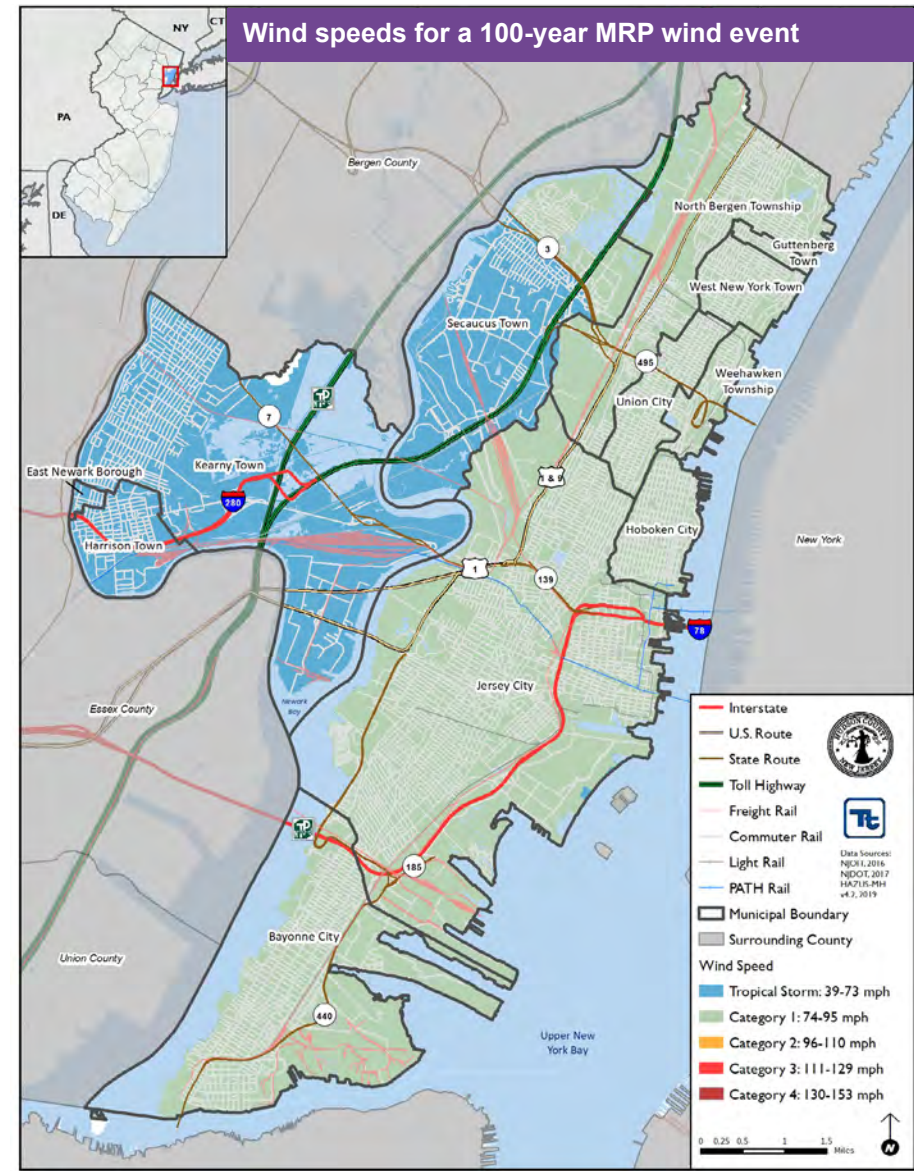 Wind speeds for a 100-year MRP wind event
NY
CT
PA
DE
Bergen County
North Bergen Township
Guttenberg
Town
West New York Town
3
Secaucus Town
495
Weehawken
Township
Union City
7
East Newark Borough
Kearny Town
280
1 & 9
Harrison Town
Hoboken City
New York
1
139
78
Jersey City
Essex County
Newark
Bay
185
Bayonne City
Union County
440
Upper New
York Bay
Interstate
U.S. Route
State Route
Toll Highway
Freight Rail
Commuter Rail
Light Rail
PATH Rail
Municipal Boundary
Surrounding County
HUDSON COUNTY
NEW JERSEY
Data Sources:
NJDOT, 2017
HAZUS-MH
v4.2, 2019
Wind Speed
Tropical Storm: 39-73 mph
Category 1: 74-95 mph
Category 2: 96-110 mph
Category 3: 111-129 mph
Category 4: 130-153 mph
0 0.25 0.5 1 1.5
Miles
N